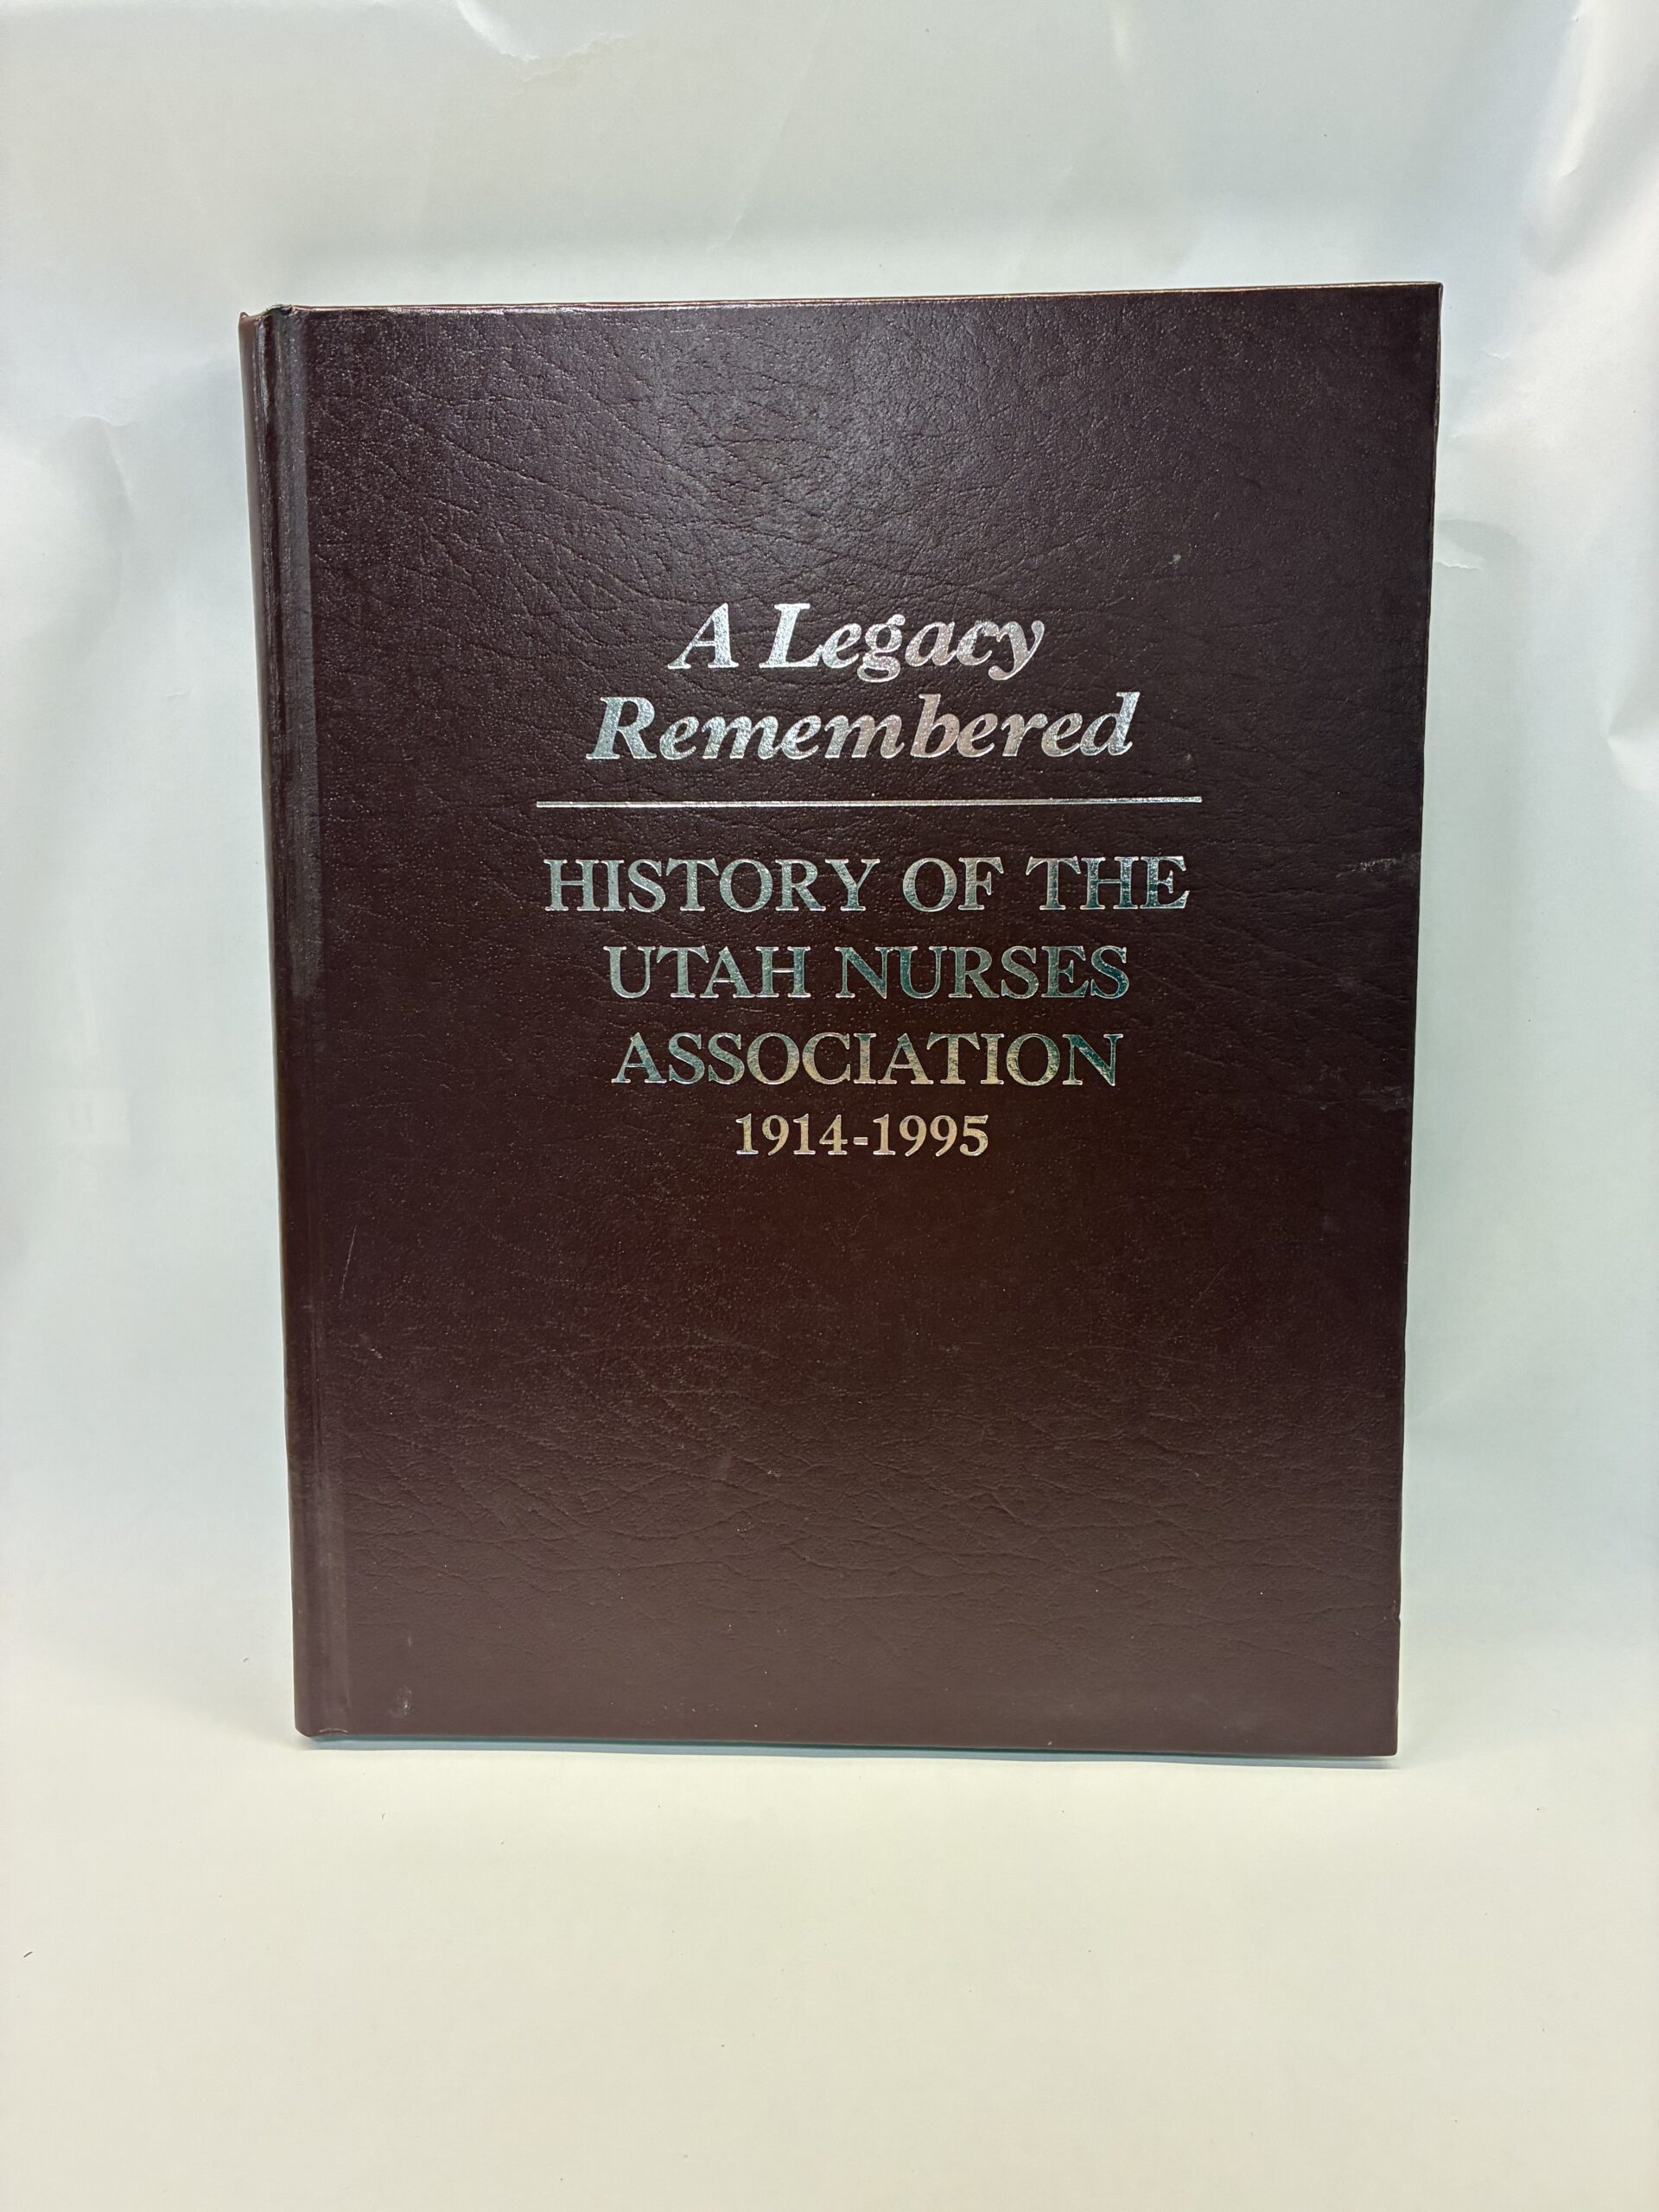 A Legacy
Remembered
HISTORY OF THE
UTAH NURSES
ASSOCIATION
1914-1995